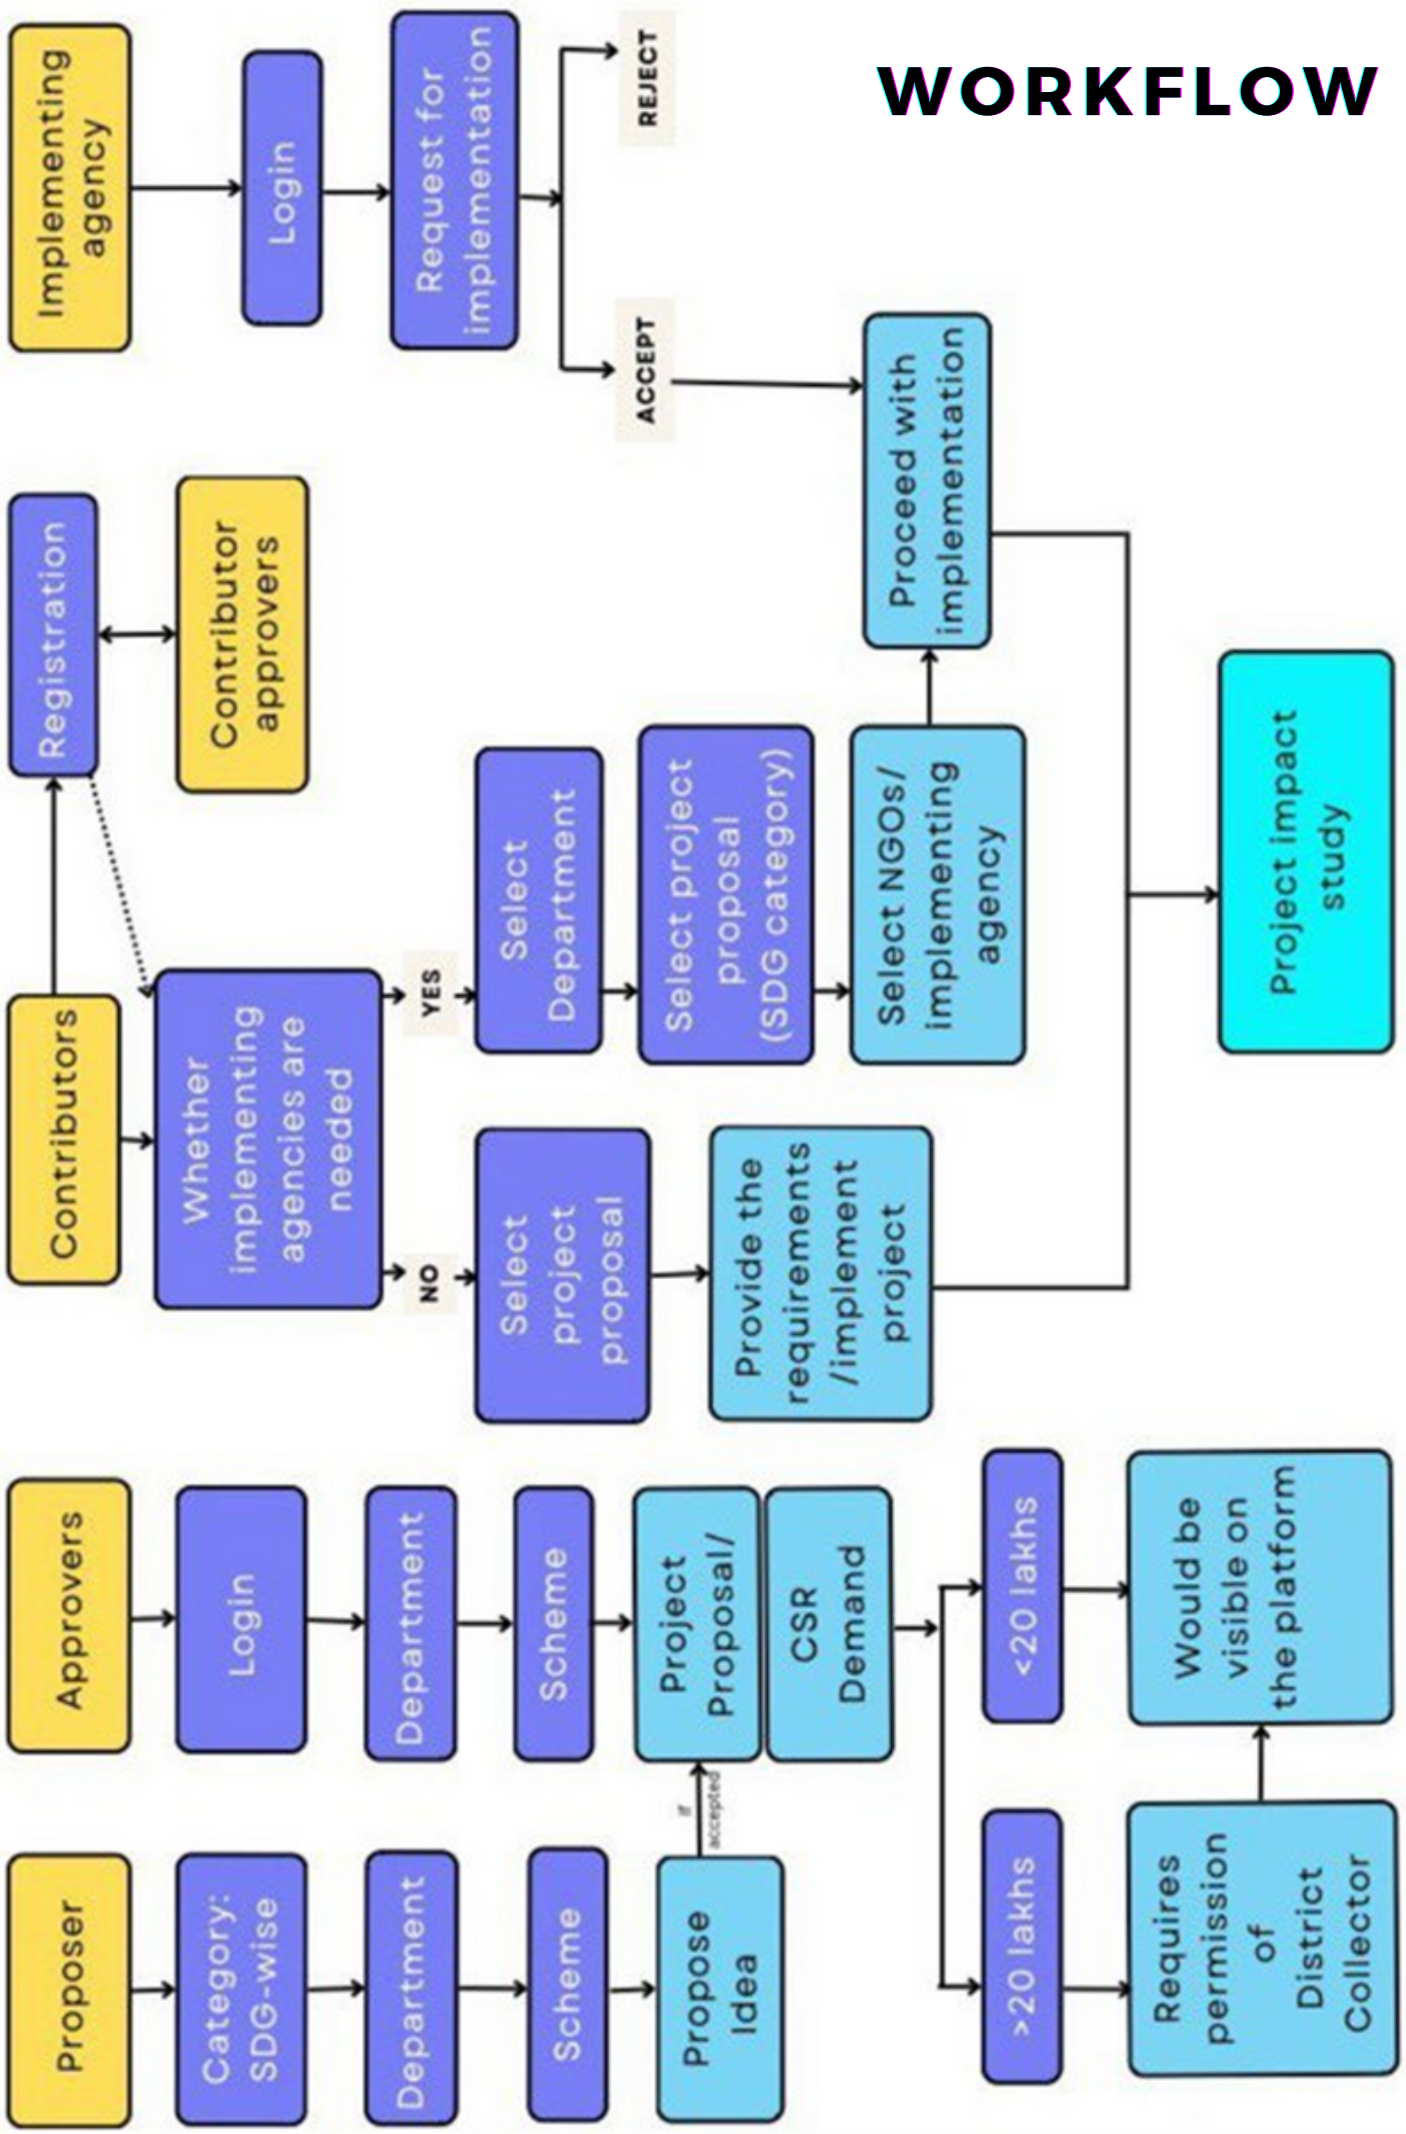 WORKFLOW
Proposer
Category:
SDG-wise
Department
Scheme
Propose
Idea
If
accepted
Approvers
Login
Department
Scheme
Project
Proposal/
CSR
Demand
>20 lakhs
<20 lakhs
Requires
permission
of
District
Collector
Would be
visible on
the platform
Contributors
Registration
Contributor
approvers
Whether
implementing
agencies are
needed
NO
YES
Select
project
proposal
Provide the
requirements
/implement
project
Select
Department
Select project
proposal
(SDG category)
Select NGOs/
implementing
agency
Implementing
agency
Login
Request for
implementation
ACCEPT
REJECT
Proceed with
implementation
Project impact
study